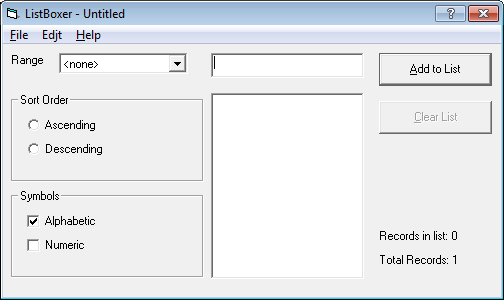 ListBoxer - Untitled
File Edjt Help
Range <none> Add to List
Sort Order
Ascending
Descending
Clear List
Symbols
Alphabetic
Numeric
Records in list: 0
Total Records: 1